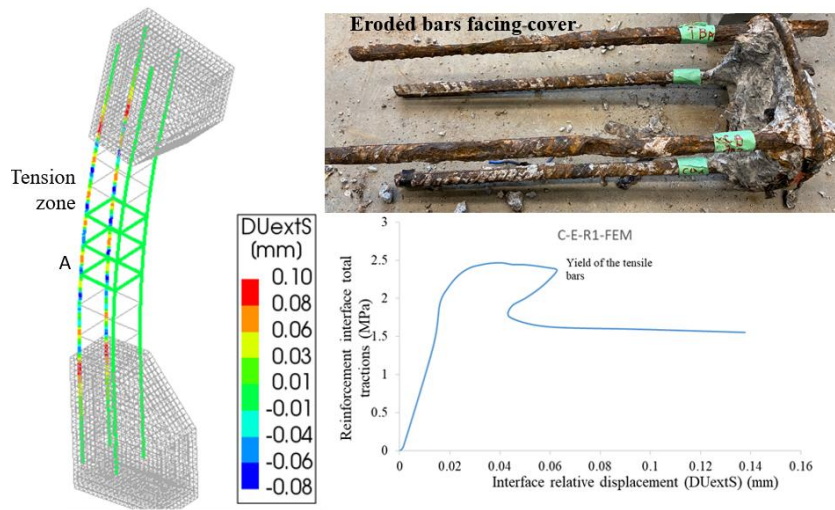 Eroded bars facing cover
Tension
zone
A
DUextS
(mm)
0.10
0.08
0.06
0.03
0.01
-0.01
-0.04
-0.06
-0.08
C-E-R1-FEM
Yield of the tensile
bars
Reinforcement interface total
tractions (MPa)
3
2.5
2
1.5
1
0.5
0
0 0.02 0.04 0.06 0.08 0.1 0.12 0.14 0.16
Interface relative displacement (DUextS) (mm)